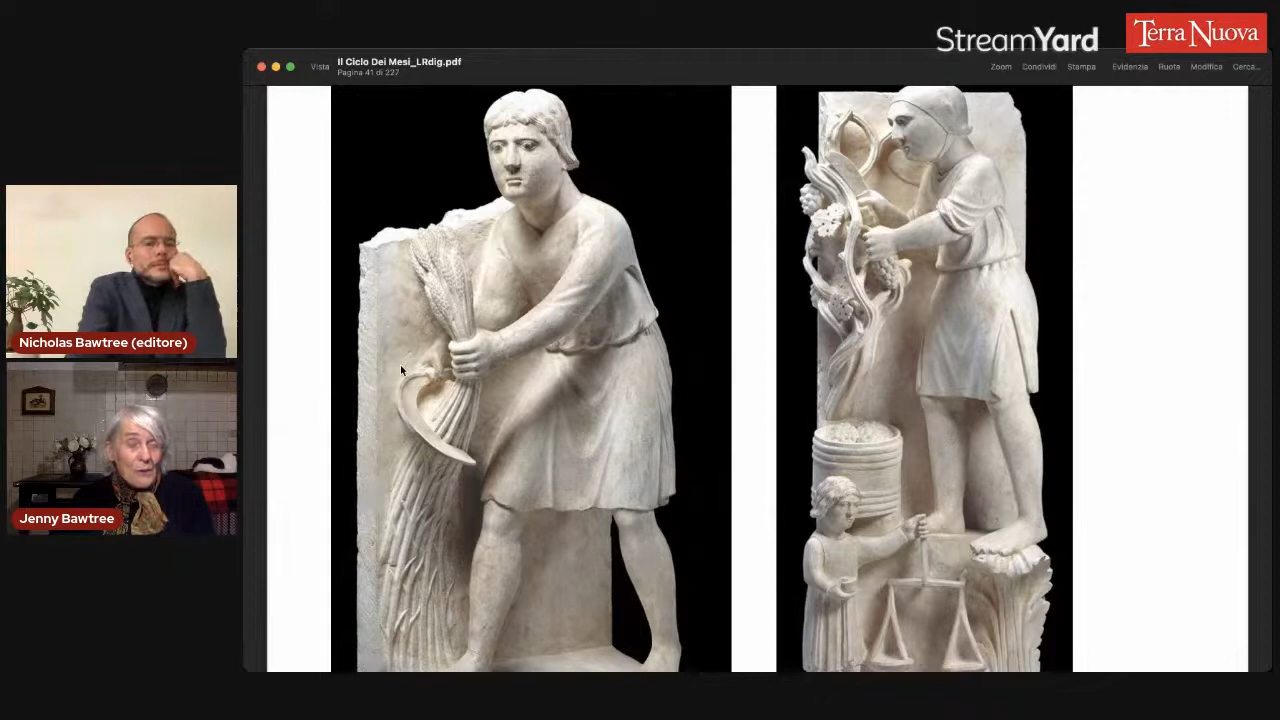 StreamYard
Terra Nuova
Vista
Il Ciclo Dei Mesi_LRdig.pdf
Pagina 41 di 227
Zoom Condividi Stampa Evidenzia Ruota Modifica Cerca...
Nicholas Bawtree (editore)
Jenny Bawtree